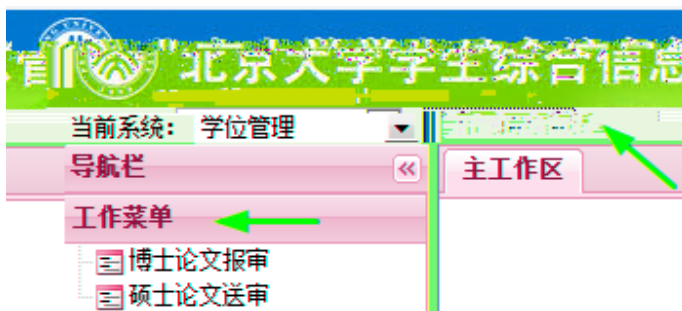 北京大学学生综合信息
当前系统： 学位管理
导航栏
主工作区
工作菜单
博士论文报审
硕士论文送审